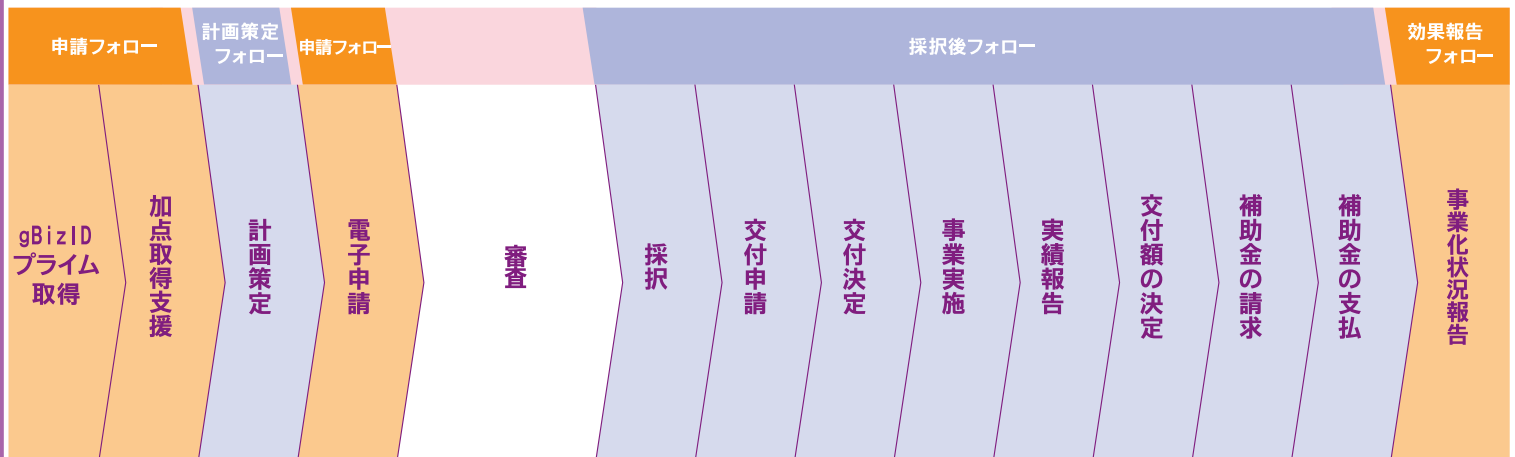 申請フォロー
計画策定
フォロー
申請フォロー
採択後フォロー
効果報告
フォロー
gBizID
プライム
取得
加点取得支援
計画策定
電子申請
審査
採択
交付申請
交付決定
事業実施
実績報告
交付額の決定
補助金の請求
補助金の支払
事業化状況報告